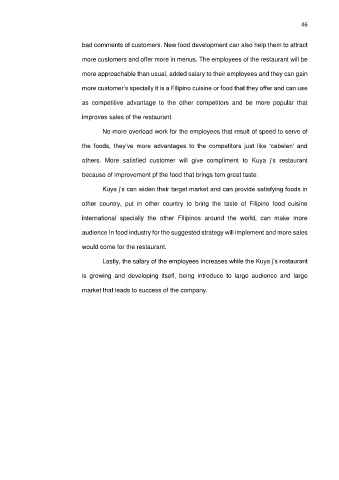 46
bad comments of customers. New food development can also help them to attract
more customers and offer more in menus. The employees of the restaurant will be
more approachable than usual, added salary to their employees and they can gain
more customer's specially it is a Filipino cuisine or food that they offer and can use
as competitive advantage to the other competitors and be more popular that
improves sales of the restaurant.
No more overload work for the employees that result of speed to serve of
the foods, they've more advantages to the competitors just like 'cabalen' and
others. More satisfied customer will give compliment to Kuya j's restaurant
because of improvement pf the food that brings tem great taste.
Kuya j's can widen their target market and can provide satisfying foods in
other country, put in other country to bring the taste of Filipino food cuisine
international specially the other Filipinos around the world, can make more
audience In food industry for the suggested strategy will implement and more sales
would come for the restaurant.
Lastly, the salary of the employees increases while the Kuya j's restaurant
is growing and developing itself, being introduce to large audience and large
market that leads to success of the company.